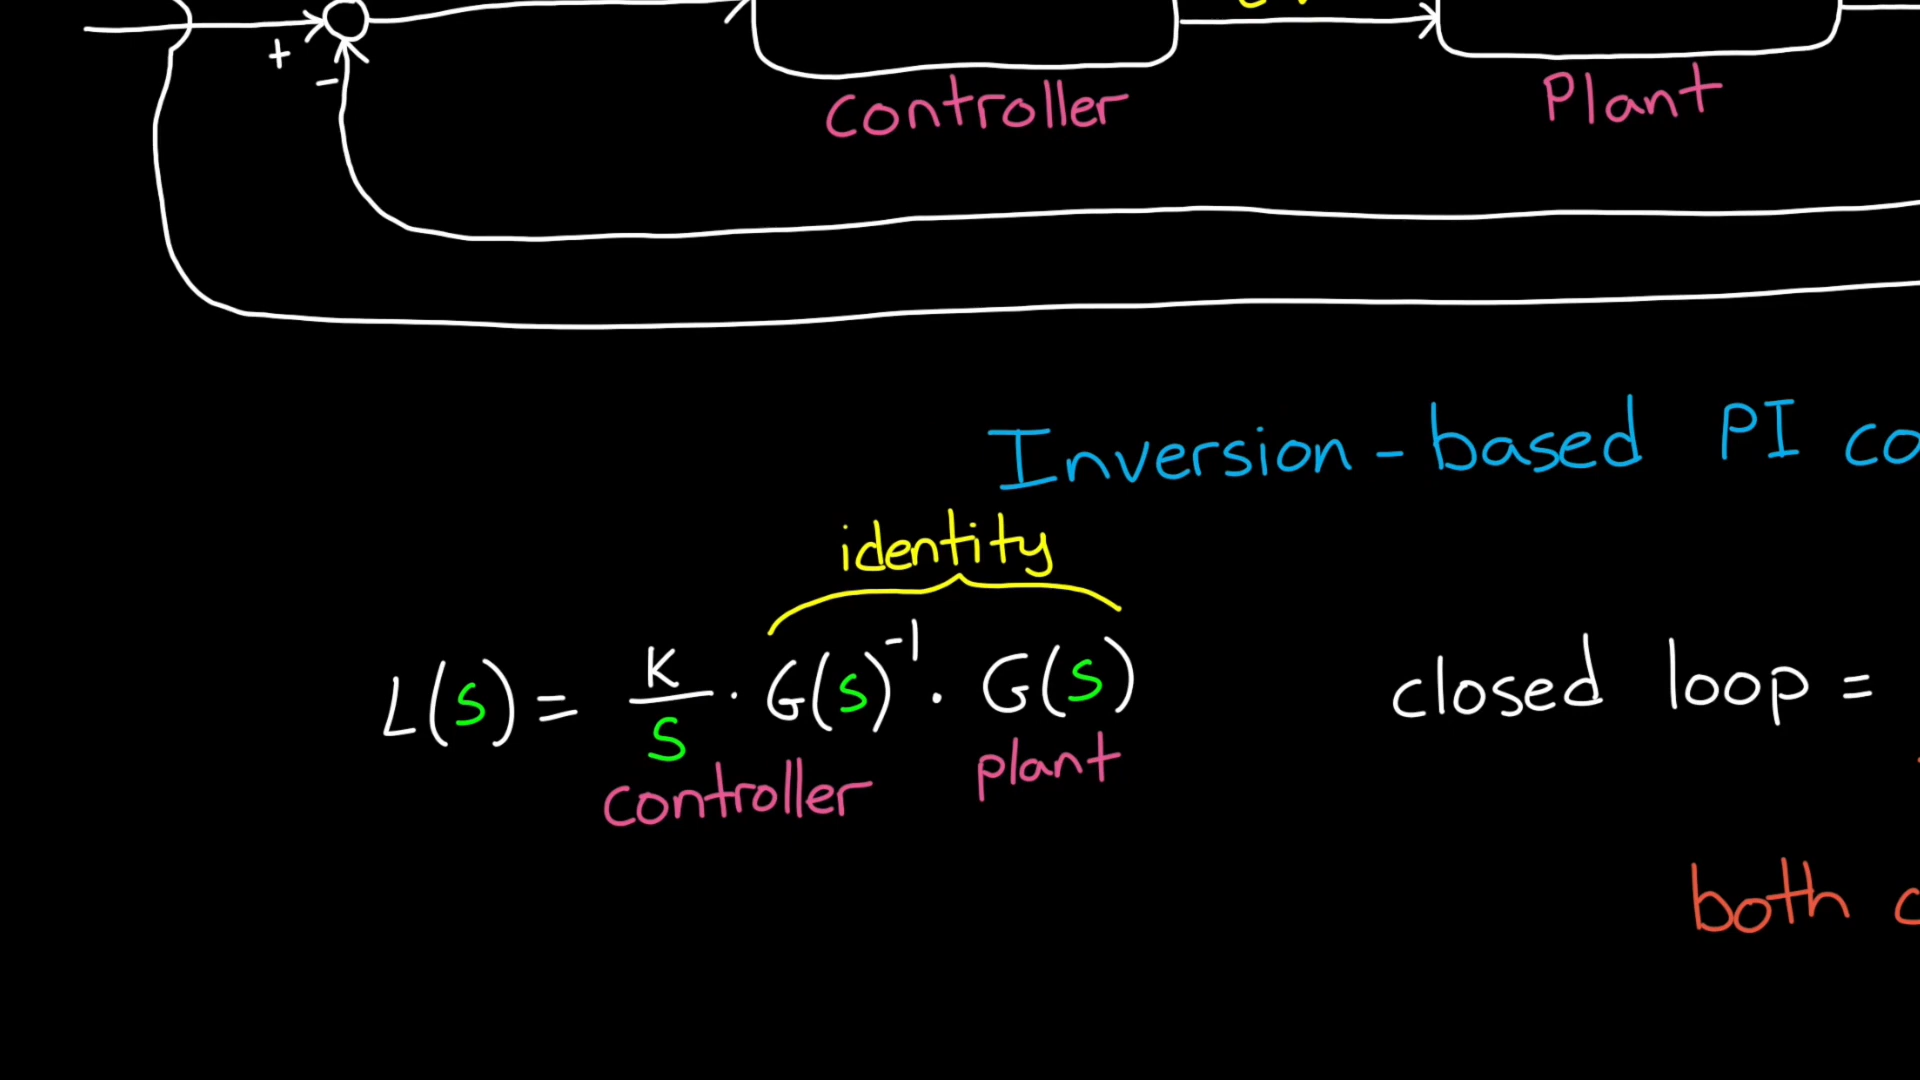 +
-
Controller
Plant
Inversion-based PI co
identity
L(s) = K/s · G(s)⁻¹ · G(s)
closed loop =
controller
plant
both